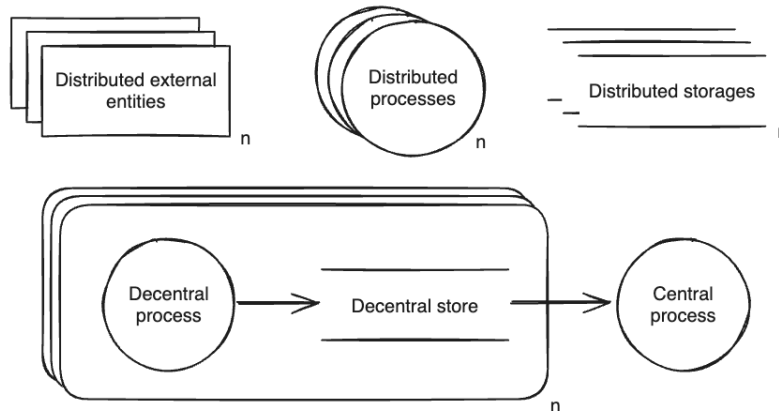 Distributed external
entities
n
Distributed
processes
n
Distributed storages
Decentral
process
Decentral store
n
Central
process